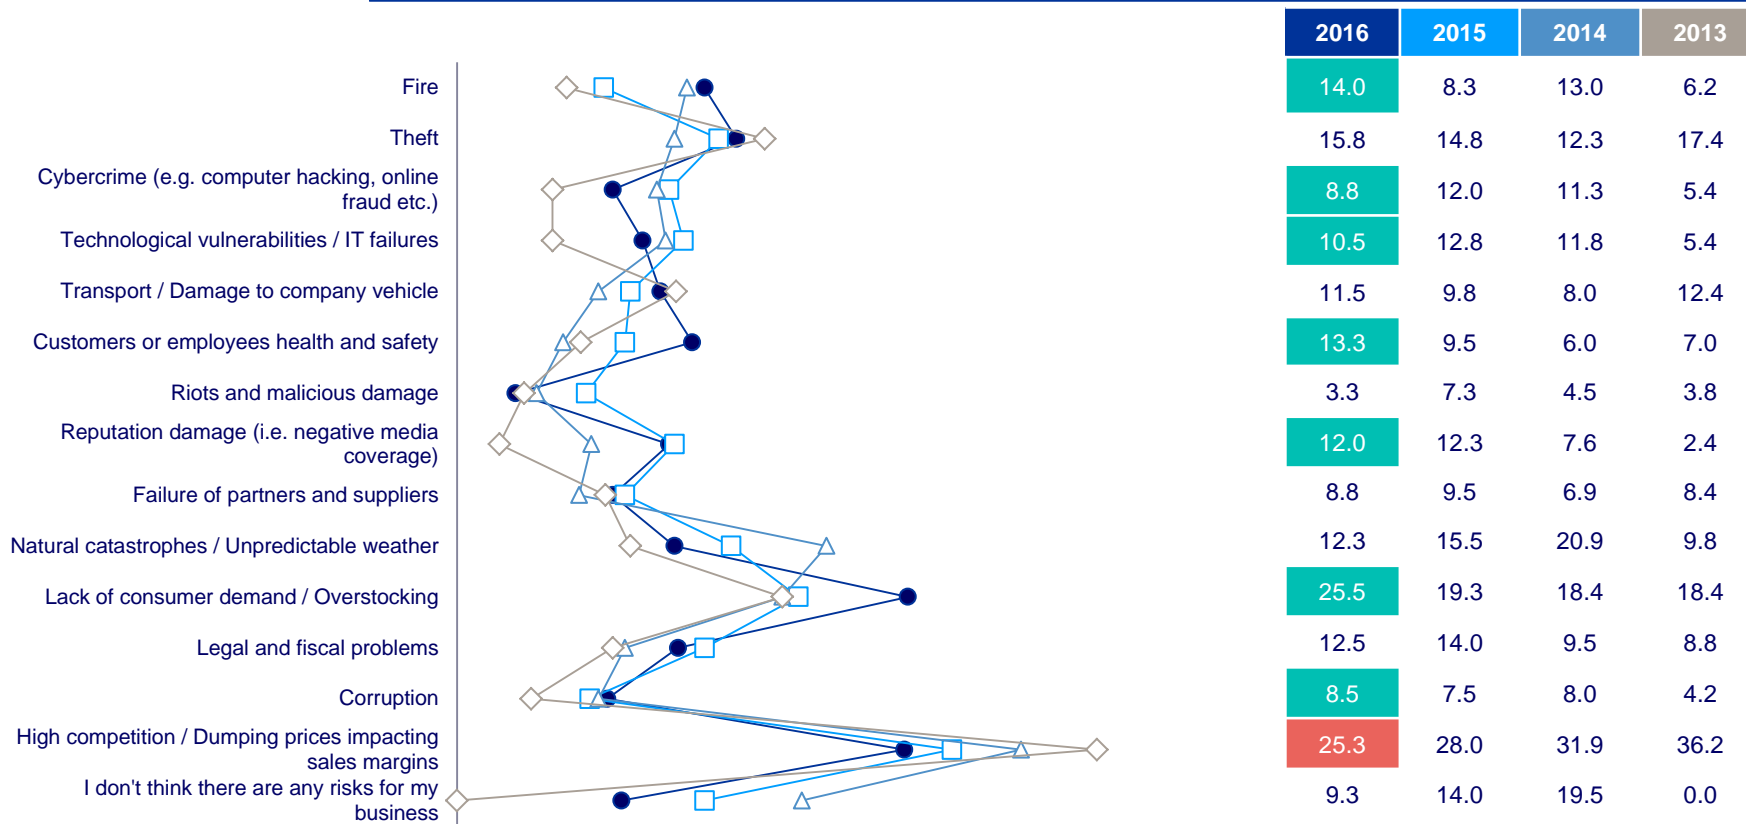 2016 2015 2014 2013
Fire 14.0 8.3 13.0 6.2
Theft 15.8 14.8 12.3 17.4
Cybercrime (e.g. computer hacking, online
fraud etc.) 8.8 12.0 11.3 5.4
Technological vulnerabilities / IT failures 10.5 12.8 11.8 5.4
Transport / Damage to company vehicle 11.5 9.8 8.0 12.4
Customers or employees health and safety 13.3 9.5 6.0 7.0
Riots and malicious damage 3.3 7.3 4.5 3.8
Reputation damage (i.e. negative media
coverage) 12.0 12.3 7.6 2.4
Failure of partners and suppliers 8.8 9.5 6.9 8.4
Natural catastrophes / Unpredictable weather 12.3 15.5 20.9 9.8
Lack of consumer demand / Overstocking 25.5 19.3 18.4 18.4
Legal and fiscal problems 12.5 14.0 9.5 8.8
Corruption 8.5 7.5 8.0 4.2
High competition / Dumping prices impacting
sales margins 25.3 28.0 31.9 36.2
I don't think there are any risks for my
business 9.3 14.0 19.5 0.0